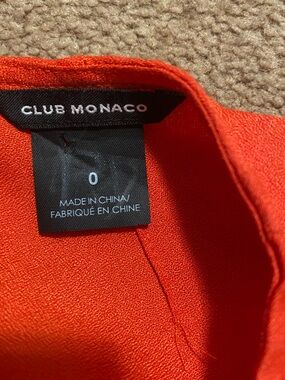 CLUB MONACO
0
MADE IN CHINA/
FABRIQUÉ EN CHINE